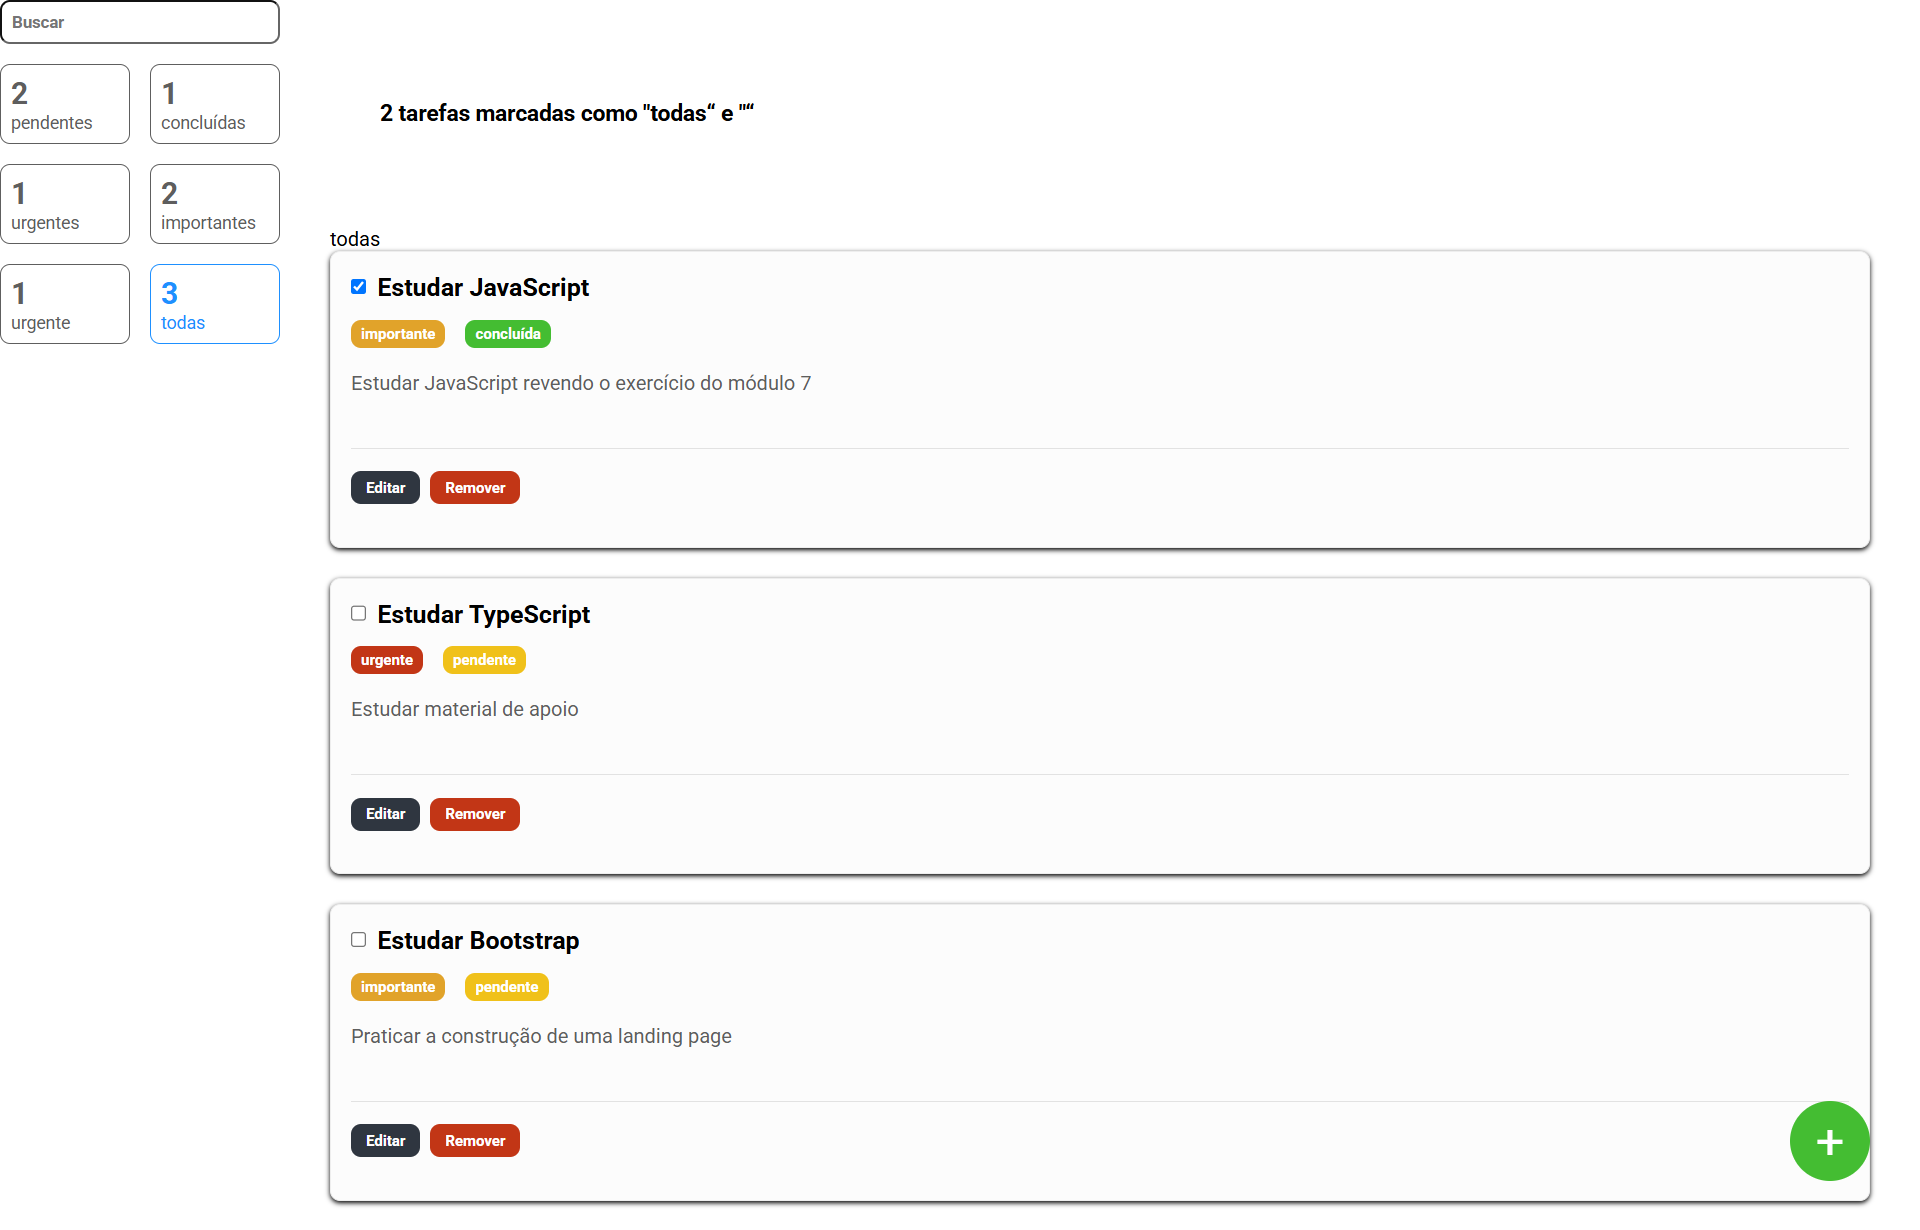 Buscar
2
pendentes
1
concluídas
1
urgentes
2
importantes
1
urgente
3
todas
2 tarefas marcadas como "todas“ e "“
todas
Estudar JavaScript
importante concluída
Estudar JavaScript revendo o exercício do módulo 7
Editar Remover
Estudar TypeScript
urgente pendente
Estudar material de apoio
Editar Remover
Estudar Bootstrap
importante pendente
Praticar a construção de uma landing page
Editar Remover
+